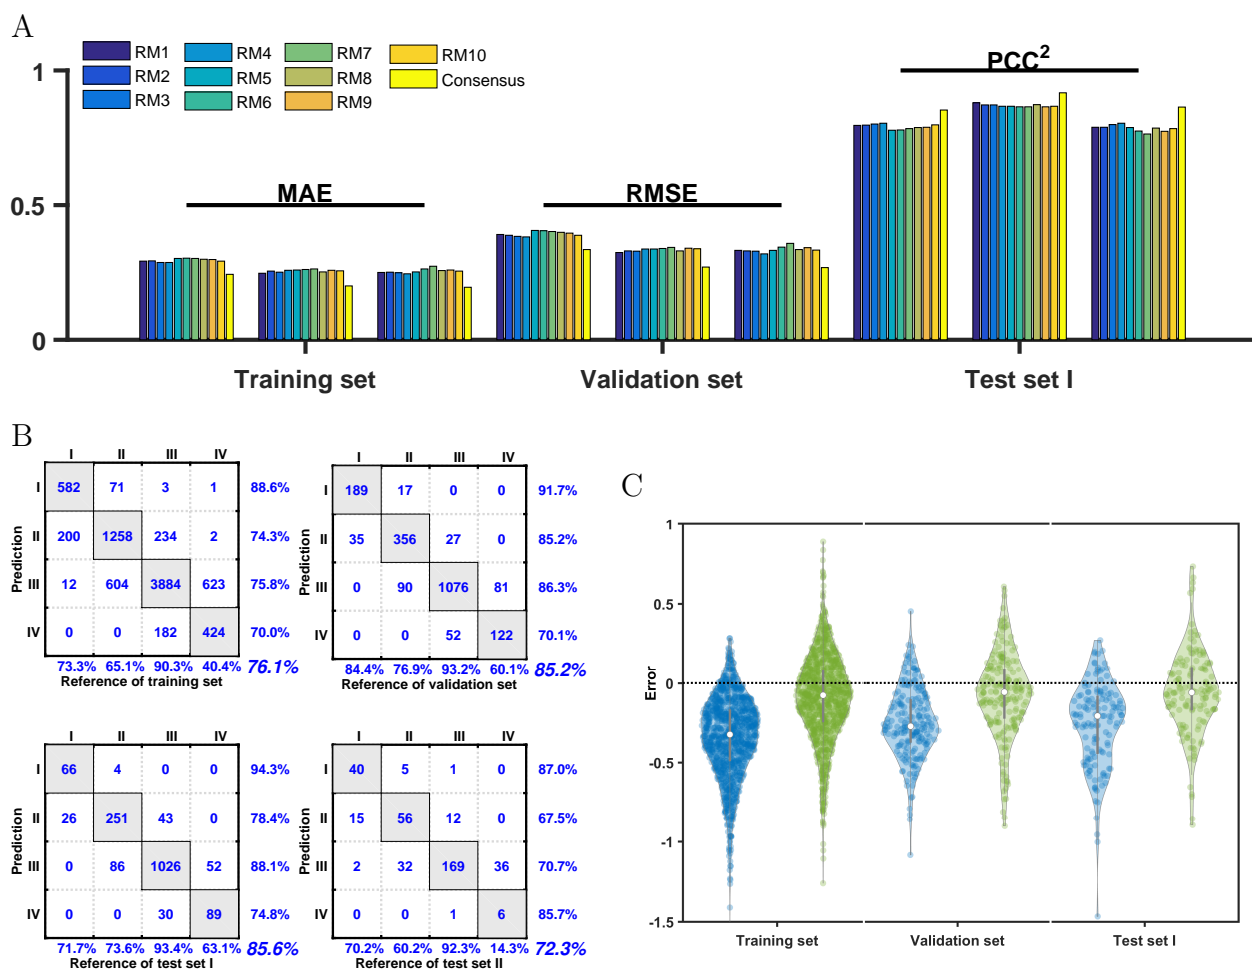 A
RM1 RM4 RM7 RM10
RM2 RM5 RM8 Consensus
RM3 RM6 RM9
PCC2
MAE
RMSE
1
0.5
0
Training set Validation set Test set I
B
I II III IV
I 582 71 3 1 88.6%
II 200 1258 234 2 74.3%
III 12 604 3884 623 75.8%
IV 0 0 182 424 70.0%
73.3% 65.1% 90.3% 40.4% 76.1%
Prediction
Reference of training set
I II III IV
I 189 17 0 0 91.7%
II 35 356 27 0 85.2%
III 0 90 1076 81 86.3%
IV 0 0 52 122 70.1%
84.4% 76.9% 93.2% 60.1% 85.2%
Prediction
Reference of validation set
I II III IV
I 66 4 0 0 94.3%
II 26 251 43 0 78.4%
III 0 86 1026 52 88.1%
IV 0 0 30 89 74.8%
71.7% 73.6% 93.4% 63.1% 85.6%
Prediction
Reference of test set I
I II III IV
I 40 5 1 0 87.0%
II 15 56 12 0 67.5%
III 2 32 169 36 70.7%
IV 0 0 1 6 85.7%
70.2% 60.2% 92.3% 14.3% 72.3%
Prediction
Reference of test set II
C
1
0.5
0
-0.5
-1
-1.5
Error
Training set Validation set Test set I